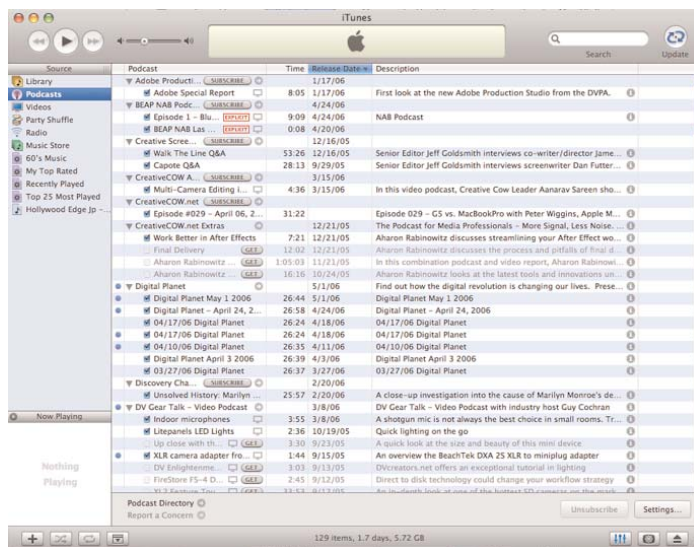 iTunes
Search
Update
Source
Podcast Time Release Date Description
Library
Podcasts
Videos
Party Shuffle
Radio
Music Store
60's Music
My Top Rated
Recently Played
Top 25 Most Played
Hollywood Edge Jp -...
Adobe Producti... SUBSCRIBE 1/17/06
Adobe Special Report 8:05 1/17/06 First look at the new Adobe Production Studio from the DVPA.
BEAP NAB Podc... SUBSCRIBE 4/24/06
Episode 1 - Blu... EXPLICIT 9:09 4/24/06 NAB Podcast
BEAP NAB Las ... EXPLICIT 0:08 4/20/06
Creative Scree... SUBSCRIBE 12/16/05
Walk The Line Q&A 53:26 12/16/05 Senior Editor Jeff Goldsmith interviews co-writer/director Jame...
Capote Q&A 28:13 9/29/05 Senior Editor Jeff Goldsmith interviews screenwriter Dan Futter...
CreativeCOW A... SUBSCRIBE 3/15/06
Multi-Camera Editing i... 4:36 3/15/06 In this video podcast, Creative Cow Leader Aanarav Sareen sho...
CreativeCOW.net SUBSCRIBE
Episode #029 - April 06, 2... 31:22 Episode 029 - G5 vs. MacBookPro with Peter Wiggins, Apple M...
CreativeCOW.net Extras 12/21/05 The Podcast for Media Professionals - More Signal, Less Noise. ...
Work Better in After Effects 7:21 12/21/05 Aharon Rabinowitz discusses streamlining your After Effect wo...
Final Delivery GET 12:02 12/21/05 Aharon Rabinowitz discusses the process and pitfalls of final d...
Aharon Rabinowitz ... GET 1:05:03 11/21/05 In this combination podcast and video report, Aharon Rabinowi...
Aharon Rabinowitz ... GET 16:16 10/24/05 Aharon Rabinowitz looks at the latest tools and innovations un...
Digital Planet 5/1/06 Find out how the digital revolution is changing our lives. Prese...
Digital Planet May 1 2006 26:44 5/1/06 Digital Planet May 1 2006
Digital Planet - April 24, 2... 26:58 4/24/06 Digital Planet - April 24, 2006
04/17/06 Digital Planet 26:24 4/18/06 04/17/06 Digital Planet
04/17/06 Digital Planet 26:24 4/18/06 04/17/06 Digital Planet
04/10/06 Digital Planet 26:35 4/11/06 04/10/06 Digital Planet
Digital Planet April 3 2006 26:39 4/3/06 Digital Planet April 3 2006
03/27/06 Digital Planet 26:37 3/27/06 03/27/06 Digital Planet
Discovery Cha... SUBSCRIBE 2/20/06
Unsolved History: Marilyn ... 25:57 2/20/06 A close-up investigation into the cause of Marilyn Monroe's de...
DV Gear Talk - Video Podcast 3/8/06 DV Gear Talk - Video Podcast with industry host Guy Cochran
Indoor microphones 3:55 3/8/06 A shotgun mic is not always the best choice in small rooms. Tr...
Litepanels LED Lights 2:36 10/19/05 Quick lighting on the go
Up close with th... GET 3:30 9/23/05 A quick look at the size and beauty of this mini device
XLR camera adapter fro... 1:44 9/15/05 An overview the BeachTek DXA 2S XLR to miniplug adapter
DV Enlightenme... GET 3:03 9/13/05 DVcreators.net offers an exceptional tutorial in lighting
FireStore FS-4 D... GET 2:45 9/12/05 Direct to disk technology could change your workflow strategy
Now Playing
Nothing
Playing
Podcast Directory
Report a Concern
Unsubscribe
Settings...
129 items, 1.7 days, 5.72 GB